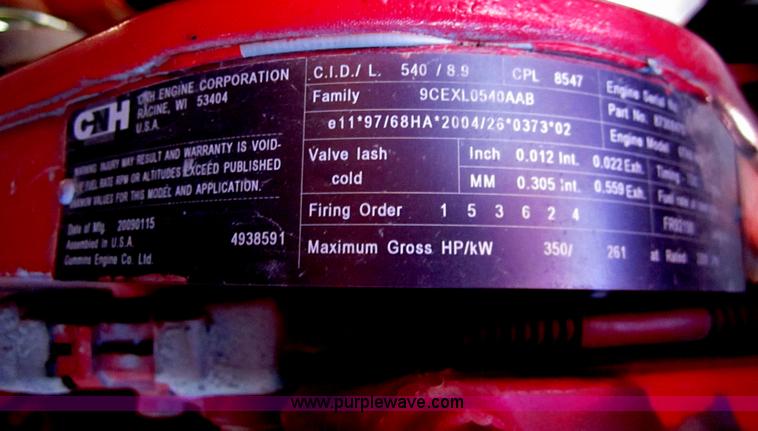 CNH
CNH ENGINE CORPORATION
RACINE, WI 53404
U.S.A.
WARNING INJURY MAY RESULT AND WARRANTY IS VOID-
FUEL RATE RPM OR ALTITUDES EXCEED PUBLISHED
MAXIMUM VALUES FOR THIS MODEL AND APPLICATION.
Date of Mfg. 20090115
Assembled in U.S.A.
4938591
Cummins Engine Co. Ltd.
C.I.D./ L. 540 / 8.9 CPL 8547
Family 9CEXL0540AAB
e11*97/68HA*2004/26*0373*02
Valve lash cold
Inch 0.012 Int. 0.022 Exh.
MM 0.305 Int. 0.559 Exh.
Firing Order 1 5 3 6 2 4
Maximum Gross HP/kW 350/ 261 at Rated
Engine Serial No
Part No.
Engine Model
Timing
Fuel rate
www.purplewave.com